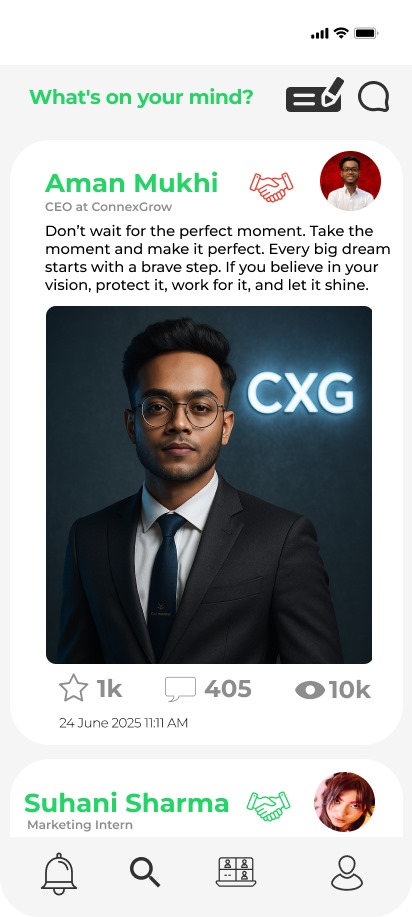 What's on your mind?
Aman Mukhi
CEO at ConnexGrow
Don't wait for the perfect moment. Take the
moment and make it perfect. Every big dream
starts with a brave step. If you believe in your
vision, protect it, work for it, and let it shine.
CXG
1k
405
10k
24 June 2025 11:11 AM
Suhani Sharma
Marketing Intern